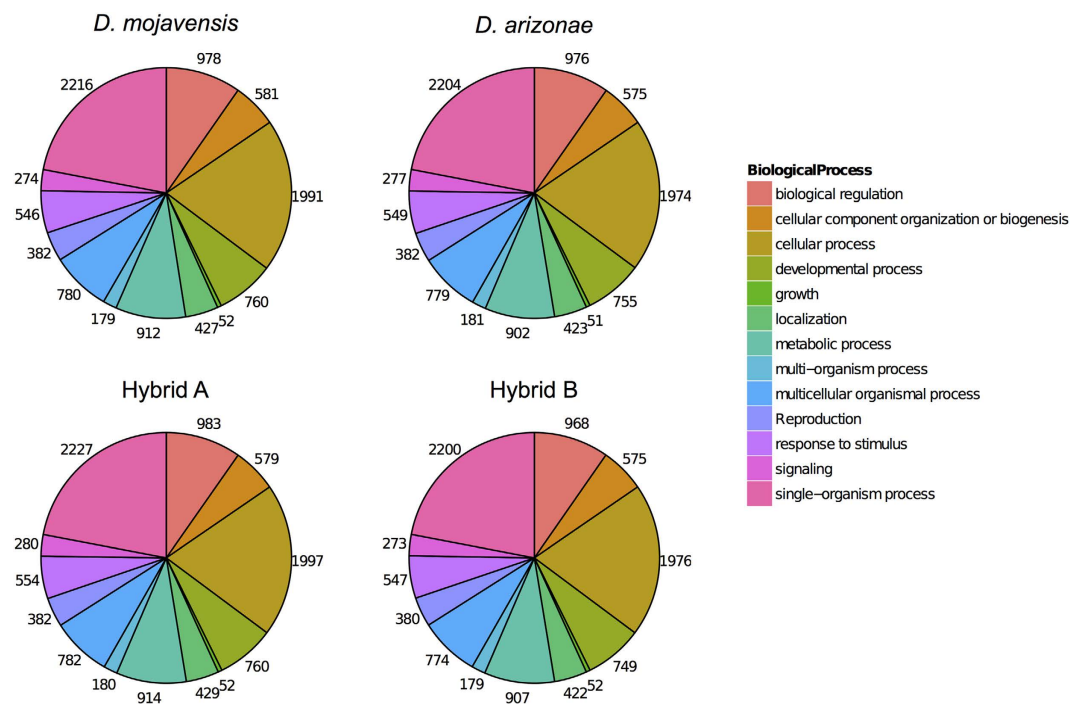 D. mojavensis
D. arizonae
978
581
1991
760
52
427
912
179
780
382
546
274
2216
976
575
1974
755
51
423
902
181
779
382
549
277
2204
Hybrid A
Hybrid B
983
579
1997
760
52
429
914
180
782
382
554
280
2227
968
575
1976
749
52
422
907
179
774
380
547
273
2200
BiologicalProcess
biological regulation
cellular component organization or biogenesis
cellular process
developmental process
growth
localization
metabolic process
multi−organism process
multicellular organismal process
Reproduction
response to stimulus
signaling
single−organism process